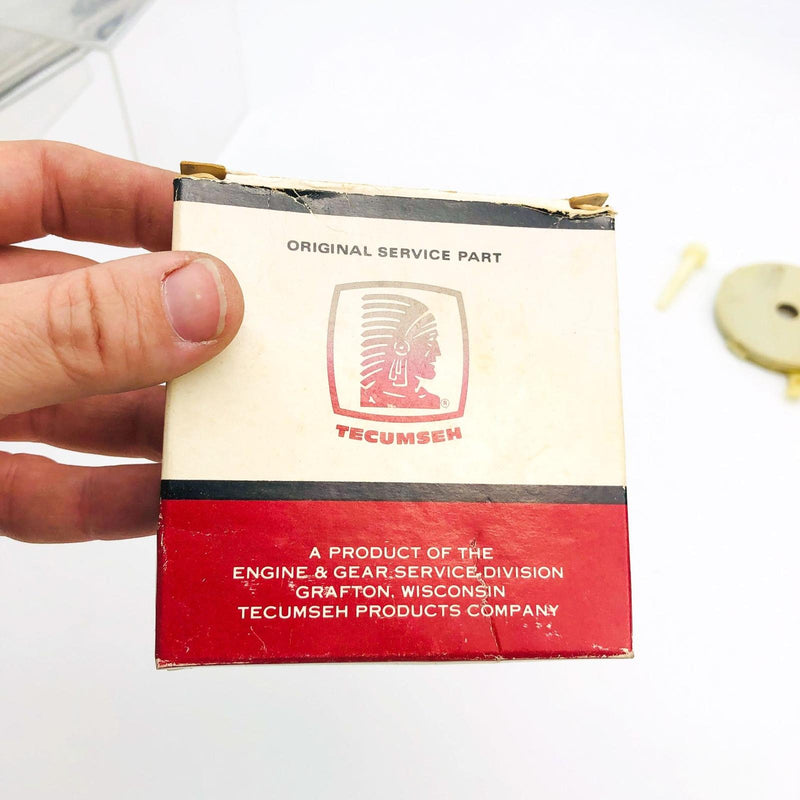 ORIGINAL SERVICE PART
®
TECUMSEH
A PRODUCT OF THE
ENGINE & GEAR SERVICE DIVISION
GRAFTON, WISCONSIN
TECUMSEH PRODUCTS COMPANY